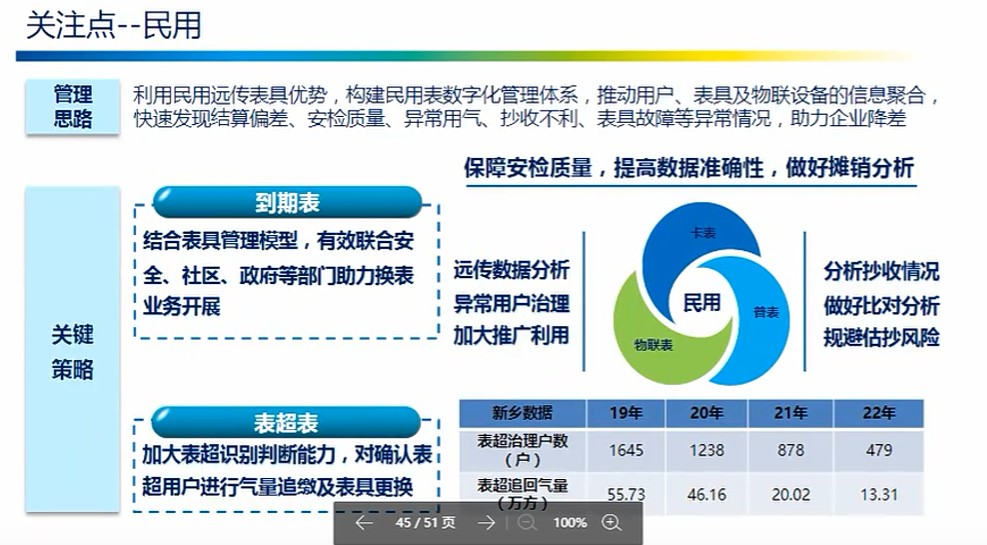 关注点--民用
管理
思路
利用民用远传表具优势，构建民用表数字化管理体系，推动用户、表具及物联设备的信息聚合，
快速发现结算偏差、安检质量、异常用气、抄收不利、表具故障等异常情况，助力企业降差
关键
策略
到期表
结合表具管理模型，有效联合安
全、社区、政府等部门助力换表
业务开展
表超表
加大表超识别判断能力，对确认表
超用户进行气量追缴及表具更换
保障安检质量，提高数据准确性，做好摊销分析
远传数据分析
异常用户治理
加大推广利用
卡表
民用
普表
物联表
分析抄收情况
做好比对分析
规避估抄风险
新乡数据 19年 20年 21年 22年
表超治理户数
（户） 1645 1238 878 479
表超追回气量
（万方） 55.73 46.16 20.02 13.31
45 / 51 页 100%